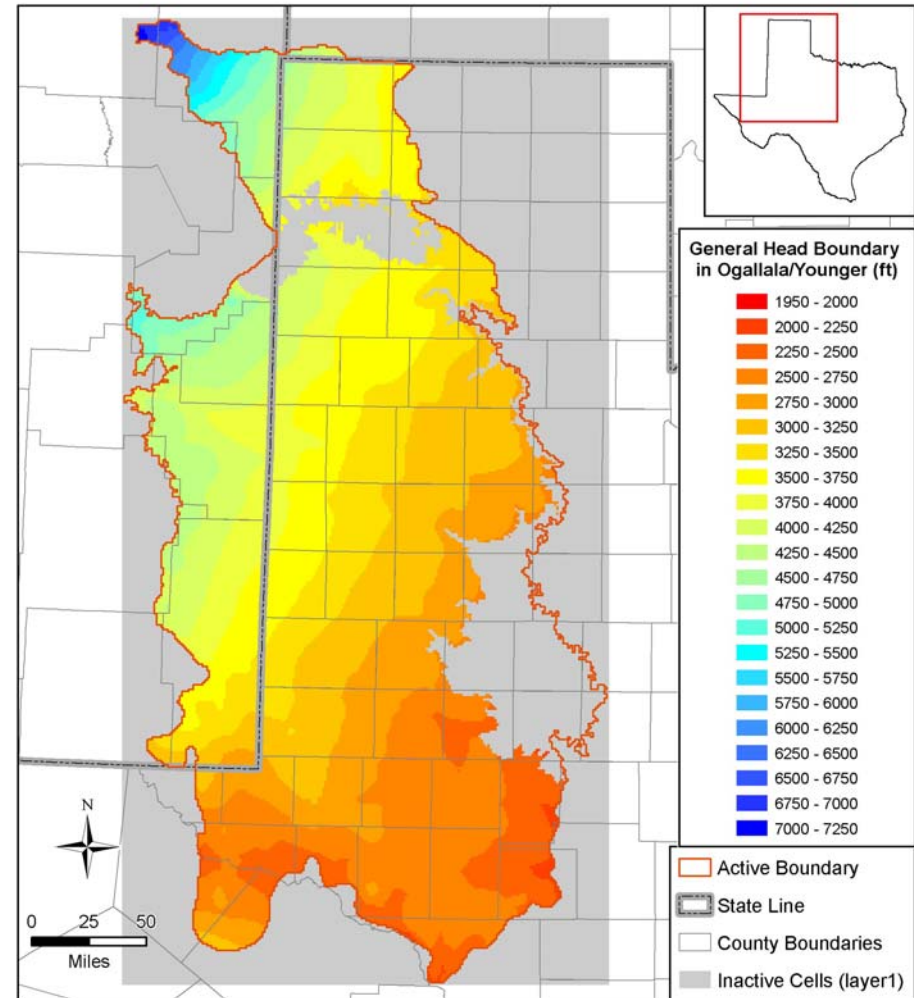 General Head Boundary
in Ogallala/Younger (ft)
1950 - 2000
2000 - 2250
2250 - 2500
2500 - 2750
2750 - 3000
3000 - 3250
3250 - 3500
3500 - 3750
3750 - 4000
4000 - 4250
4250 - 4500
4500 - 4750
4750 - 5000
5000 - 5250
5250 - 5500
5500 - 5750
5750 - 6000
6000 - 6250
6250 - 6500
6500 - 6750
6750 - 7000
7000 - 7250
Active Boundary
State Line
County Boundaries
Inactive Cells (layer1)
N
0 25 50
Miles